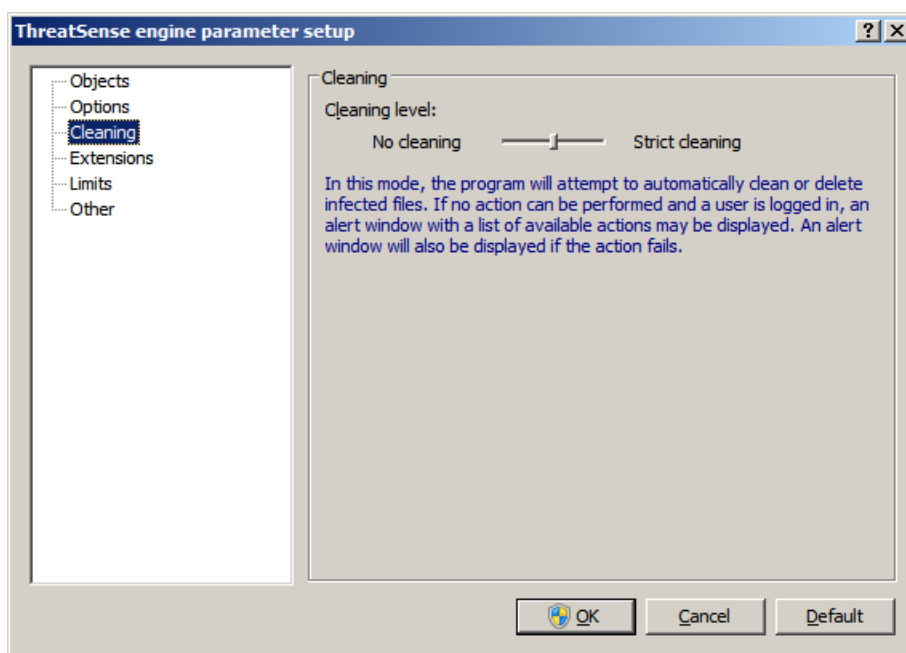 ThreatSense engine parameter setup
Objects
Options
Cleaning
Extensions
Limits
Other
Cleaning
Cleaning level:
No cleaning Strict cleaning
In this mode, the program will attempt to automatically clean or delete
infected files. If no action can be performed and a user is logged in, an
alert window with a list of available actions may be displayed. An alert
window will also be displayed if the action fails.
OK Cancel Default